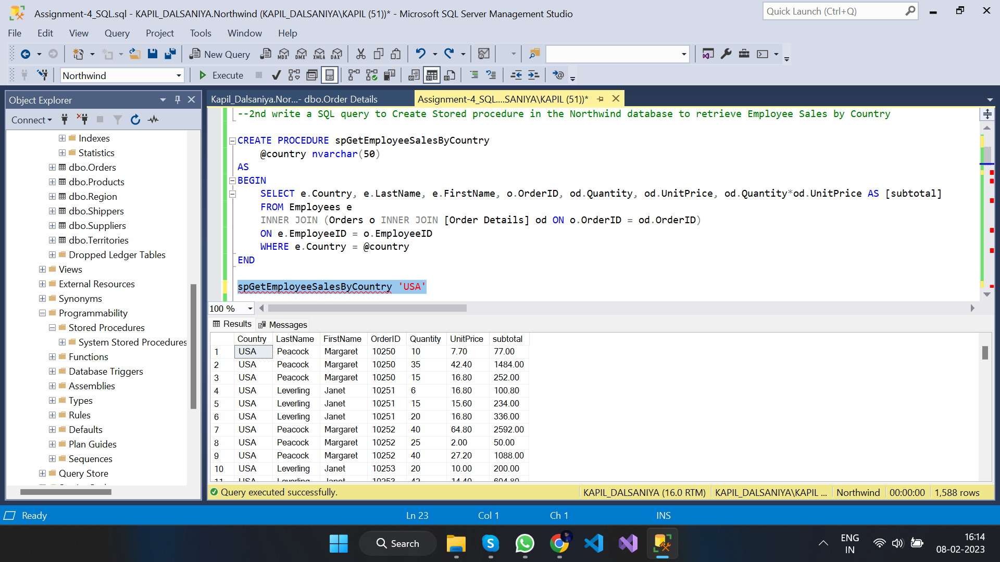 Assignment-4_SQL.sql - KAPIL_DALSANIYA.Northwind (KAPIL_DALSANIYA\KAPIL (51))* - Microsoft SQL Server Management Studio
Quick Launch (Ctrl+Q)
File Edit View Query Project Tools Window Help
New Query MDX DMX XMLA DAX
Northwind Execute
Object Explorer
Connect
Indexes
Statistics
dbo.Orders
dbo.Products
dbo.Region
dbo.Shippers
dbo.Suppliers
dbo.Territories
Dropped Ledger Tables
Views
External Resources
Synonyms
Programmability
Stored Procedures
System Stored Procedures
Functions
Database Triggers
Assemblies
Types
Rules
Defaults
Plan Guides
Sequences
Query Store
Kapil_Dalsaniya.Nor...- dbo.Order Details
Assignment-4_SQL....SANIYA\KAPIL (51))*
--2nd write a SQL query to Create Stored procedure in the Northwind database to retrieve Employee Sales by Country
CREATE PROCEDURE spGetEmployeeSalesByCountry
@country nvarchar(50)
AS
BEGIN
SELECT e.Country, e.LastName, e.FirstName, o.OrderID, od.Quantity, od.UnitPrice, od.Quantity*od.UnitPrice AS [subtotal]
FROM Employees e
INNER JOIN (Orders o INNER JOIN [Order Details] od ON o.OrderID = od.OrderID)
ON e.EmployeeID = o.EmployeeID
WHERE e.Country = @country
END
spGetEmployeeSalesByCountry 'USA'
100 %
Results Messages
Country LastName FirstName OrderID Quantity UnitPrice subtotal
1 USA Peacock Margaret 10250 10 7.70 77.00
2 USA Peacock Margaret 10250 35 42.40 1484.00
3 USA Peacock Margaret 10250 15 16.80 252.00
4 USA Leverling Janet 10251 6 16.80 100.80
5 USA Leverling Janet 10251 15 15.60 234.00
6 USA Leverling Janet 10251 20 16.80 336.00
7 USA Peacock Margaret 10252 40 64.80 2592.00
8 USA Peacock Margaret 10252 25 2.00 50.00
9 USA Peacock Margaret 10252 40 27.20 1088.00
10 USA Leverling Janet 10253 20 10.00 200.00
11 USA Leverling Janet 10253 42 14.40 604.80
Query executed successfully.
KAPIL_DALSANIYA (16.0 RTM) KAPIL_DALSANIYA\KAPIL ... Northwind 00:00:00 1,588 rows
Ready Ln 23 Col 1 Ch 1 INS
Search
ENG
IN
16:14
08-02-2023